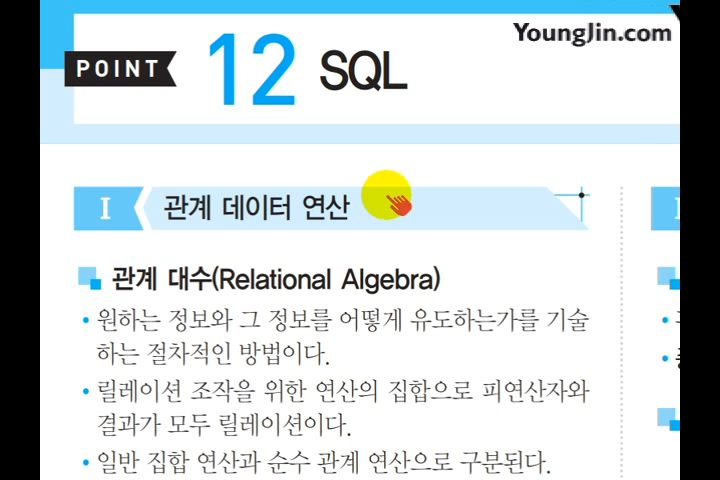 YoungJin.com
POINT 12 SQL
I 관계 데이터 연산
관계 대수(Relational Algebra)
• 원하는 정보와 그 정보를 어떻게 유도하는가를 기술
하는 절차적인 방법이다.
• 릴레이션 조작을 위한 연산의 집합으로 피연산자와
결과가 모두 릴레이션이다.
• 일반 집합 연산과 순수 관계 연산으로 구분된다.